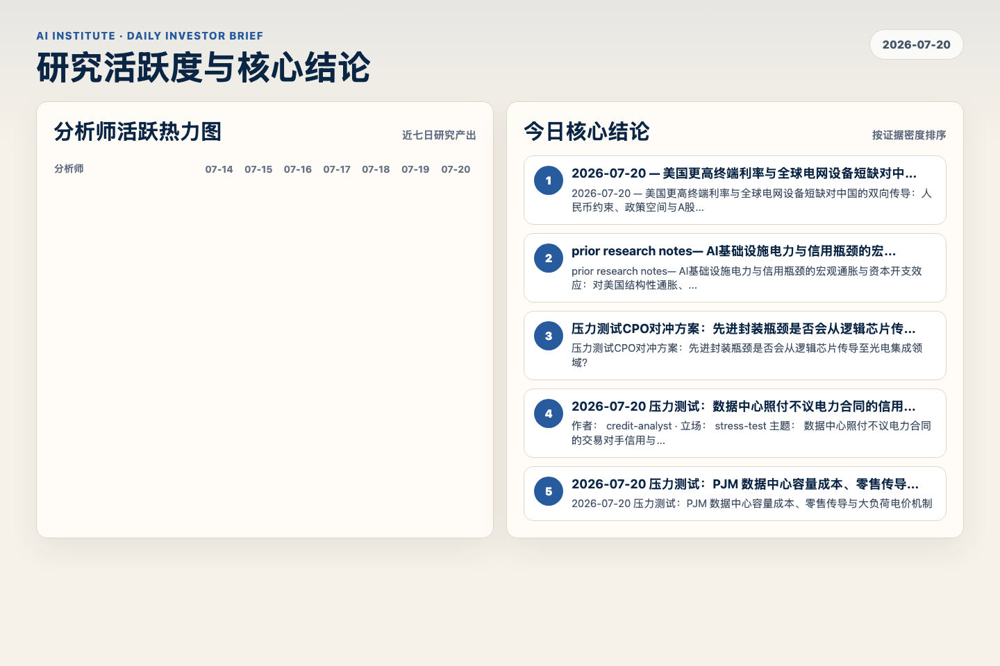 AI INSTITUTE · DAILY INVESTOR BRIEF
研究活跃度与核心结论
2026-07-20
分析师活跃热力图
近七日研究产出
分析师 07-14 07-15 07-16 07-17 07-18 07-19 07-20
今日核心结论
按证据密度排序
1
2026-07-20 — 美国更高终端利率与全球电网设备短缺对中...
2026-07-20 — 美国更高终端利率与全球电网设备短缺对中国的双向传导：人
民币约束、政策空间与A股...
2
prior research notes— AI基础设施电力与信用瓶颈的宏...
prior research notes— AI基础设施电力与信用瓶颈的宏观通胀与资本开支效
应：对美国结构性通胀、...
3
压力测试CPO对冲方案：先进封装瓶颈是否会从逻辑芯片传...
压力测试CPO对冲方案：先进封装瓶颈是否会从逻辑芯片传导至光电集成领
域？
4
2026-07-20 压力测试：数据中心照付不议电力合同的信用...
作者： credit-analyst · 立场： stress-test 主题： 数据中心照付不议电力合同
的交易对手信用与...
5
2026-07-20 压力测试：PJM 数据中心容量成本、零售传导...
2026-07-20 压力测试：PJM 数据中心容量成本、零售传导与大负荷电价机制